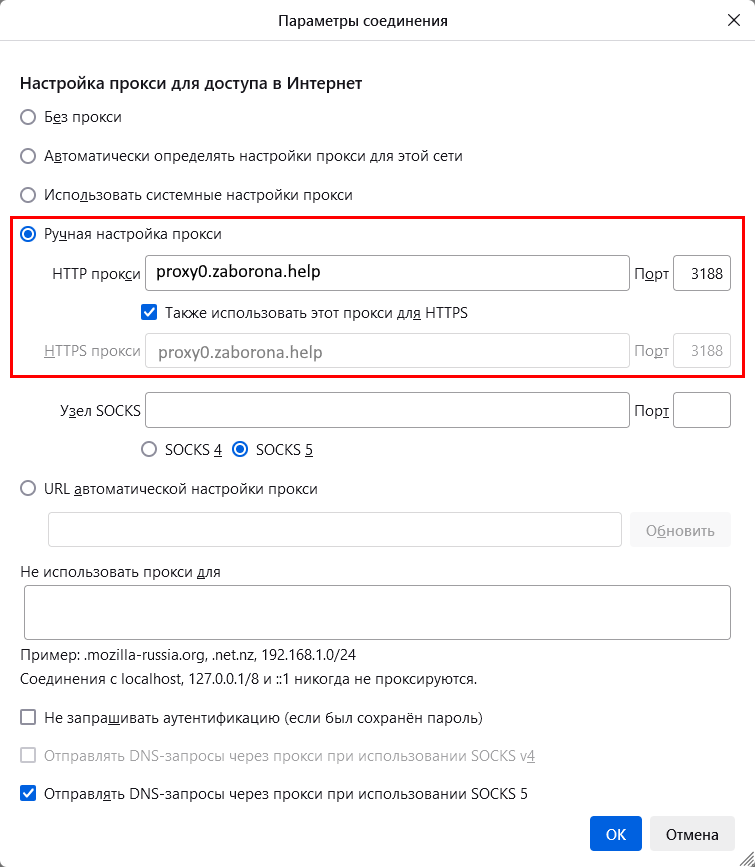 Параметры соединения
Настройка прокси для доступа в Интернет
Без прокси
Автоматически определять настройки прокси для этой сети
Использовать системные настройки прокси
Ручная настройка прокси
HTTP прокси proxy0.zaborona.help Порт 3188
Также использовать этот прокси для HTTPS
HTTPS прокси proxy0.zaborona.help Порт 3188
Узел SOCKS Порт
SOCKS 4 SOCKS 5
URL автоматической настройки прокси
Обновить
Не использовать прокси для
Пример: .mozilla-russia.org, .net.nz, 192.168.1.0/24
Соединения с localhost, 127.0.0.1/8 и ::1 никогда не проксируются.
Не запрашивать аутентификацию (если был сохранён пароль)
Отправлять DNS-запросы через прокси при использовании SOCKS v4
Отправлять DNS-запросы через прокси при использовании SOCKS 5
OK Отмена